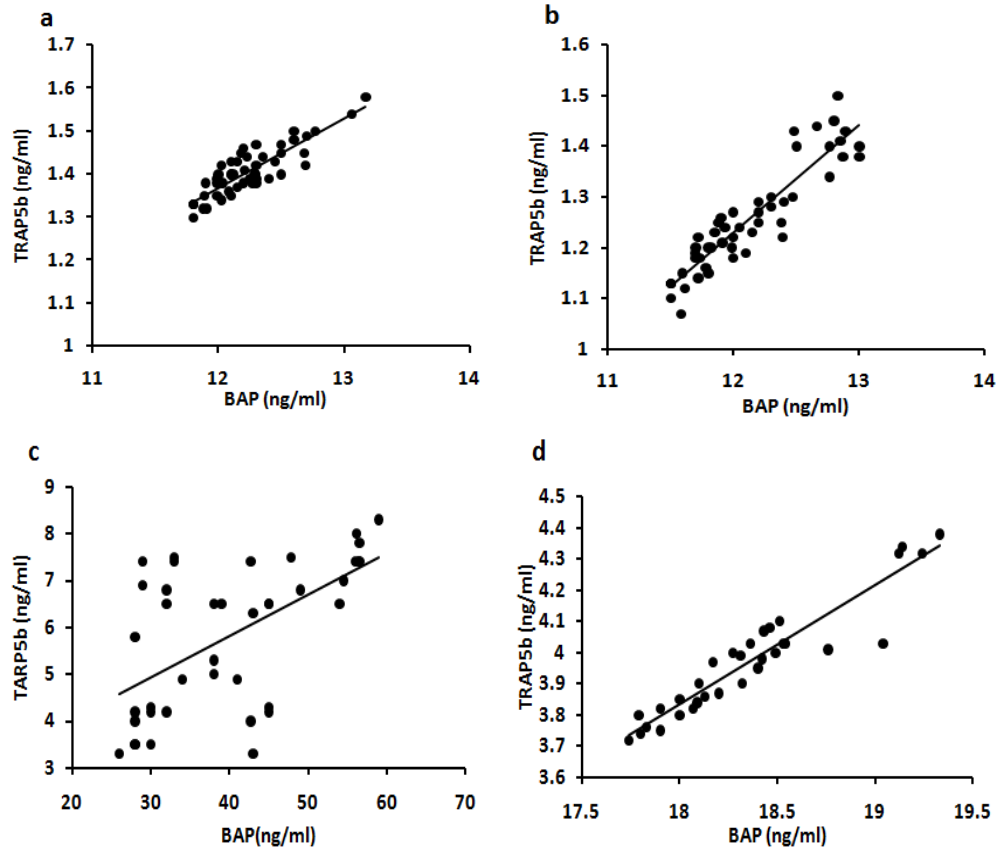 a
1.7
1.6
1.5
1.4
1.3
1.2
1.1
1
TRAP5b (ng/ml)
11 12 13 14
BAP (ng/ml)
b
1.6
1.5
1.4
1.3
1.2
1.1
1
TRAP5b (ng/ml)
11 12 13 14
BAP (ng/ml)
c
9
8
7
6
5
4
3
TARP5b (ng/ml)
20 30 40 50 60 70
BAP(ng/ml)
d
4.5
4.4
4.3
4.2
4.1
4.0
3.9
3.8
3.7
3.6
TRAP5b (ng/ml)
17.5 18 18.5 19 19.5
BAP (ng/ml)